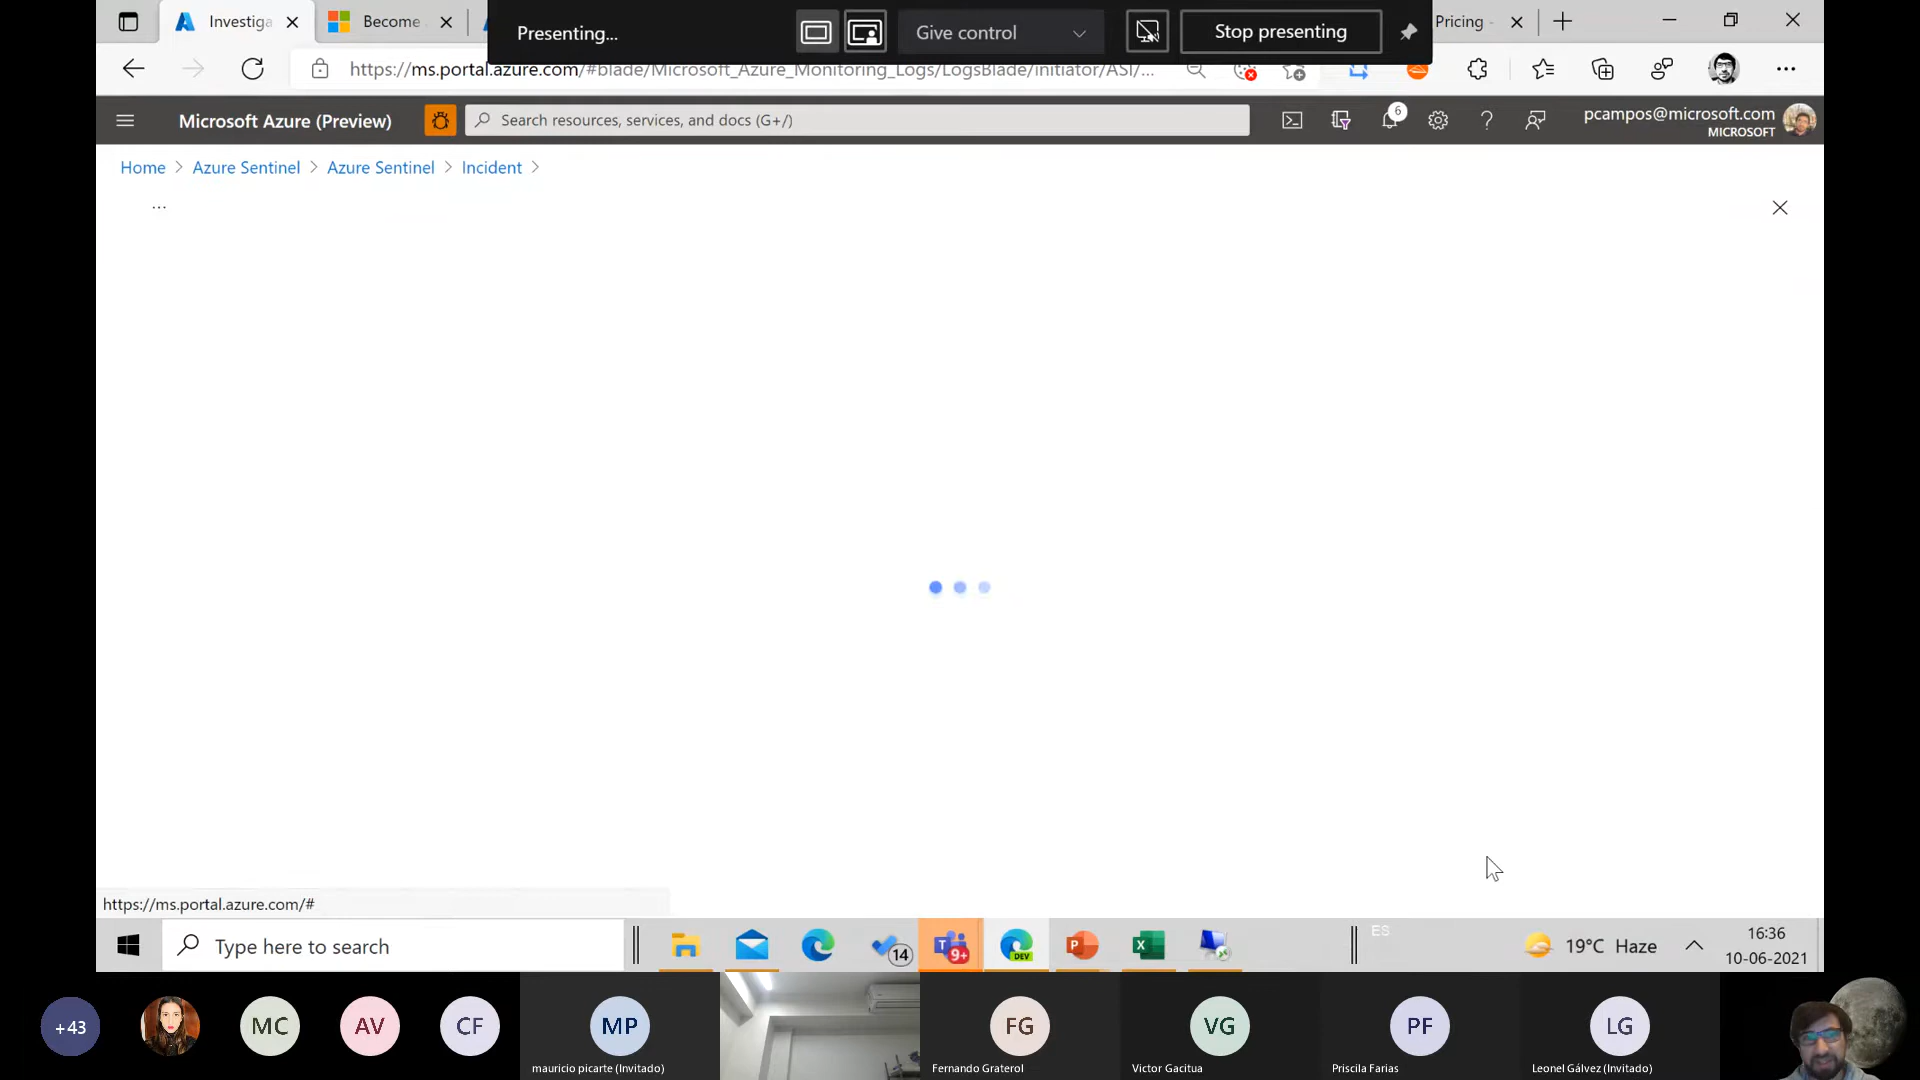 Investiga
Become
Presenting...
Give control
Stop presenting
Pricing -
https://ms.portal.azure.com/#blade/Microsoft_Azure_Monitoring_Logs/LogsBlade/initiator/ASI/...
Microsoft Azure (Preview)
Search resources, services, and docs (G+/)
6
pcampos@microsoft.com
MICROSOFT
Home > Azure Sentinel > Azure Sentinel > Incident >
...
https://ms.portal.azure.com/#
Type here to search
14
T
9+
DEV
P
X
ES
19°C Haze
16:36
10-06-2021
+43
MC
AV
CF
MP
mauricio picarte (Invitado)
FG
Fernando Graterol
VG
Victor Gacitua
PF
Priscila Farias
LG
Leonel Gálvez (Invitado)